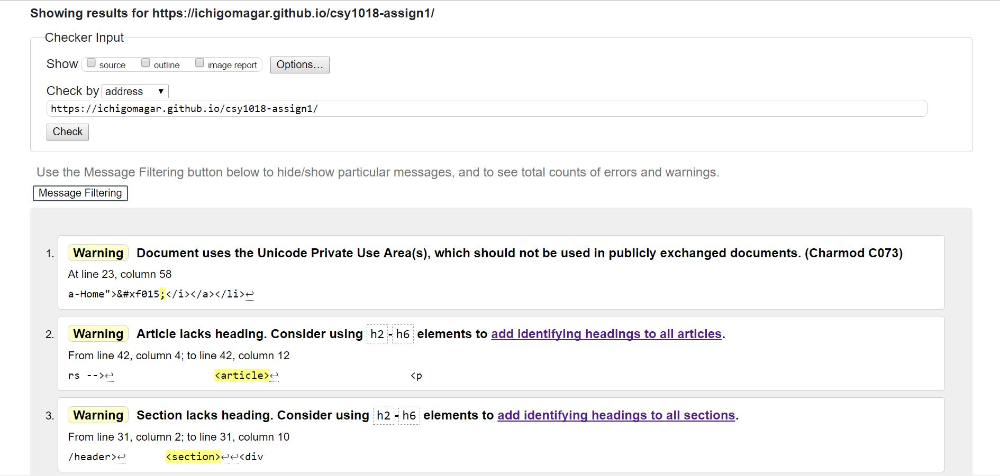 Showing results for https://ichigomagar.github.io/csy1018-assign1/
Checker Input
Show source outline image report Options...
Check by address ▼
https://ichigomagar.github.io/csy1018-assign1/
Check
Use the Message Filtering button below to hide/show particular messages, and to see total counts of errors and warnings.
Message Filtering
1. Warning Document uses the Unicode Private Use Area(s), which should not be used in publicly exchanged documents. (Charmod C073)
At line 23, column 58
a-Home">&#xf015;</i></a></li>↩
2. Warning Article lacks heading. Consider using h2-h6 elements to add identifying headings to all articles.
From line 42, column 4; to line 42, column 12
rs -->↩ <article>↩ <p
3. Warning Section lacks heading. Consider using h2-h6 elements to add identifying headings to all sections.
From line 31, column 2; to line 31, column 10
/header>↩ <section>↩↩<div